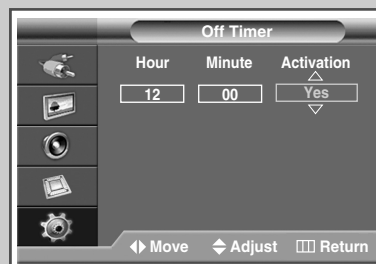 Off Timer
Hour Minute Activation
12 00 Yes
Move Adjust Return